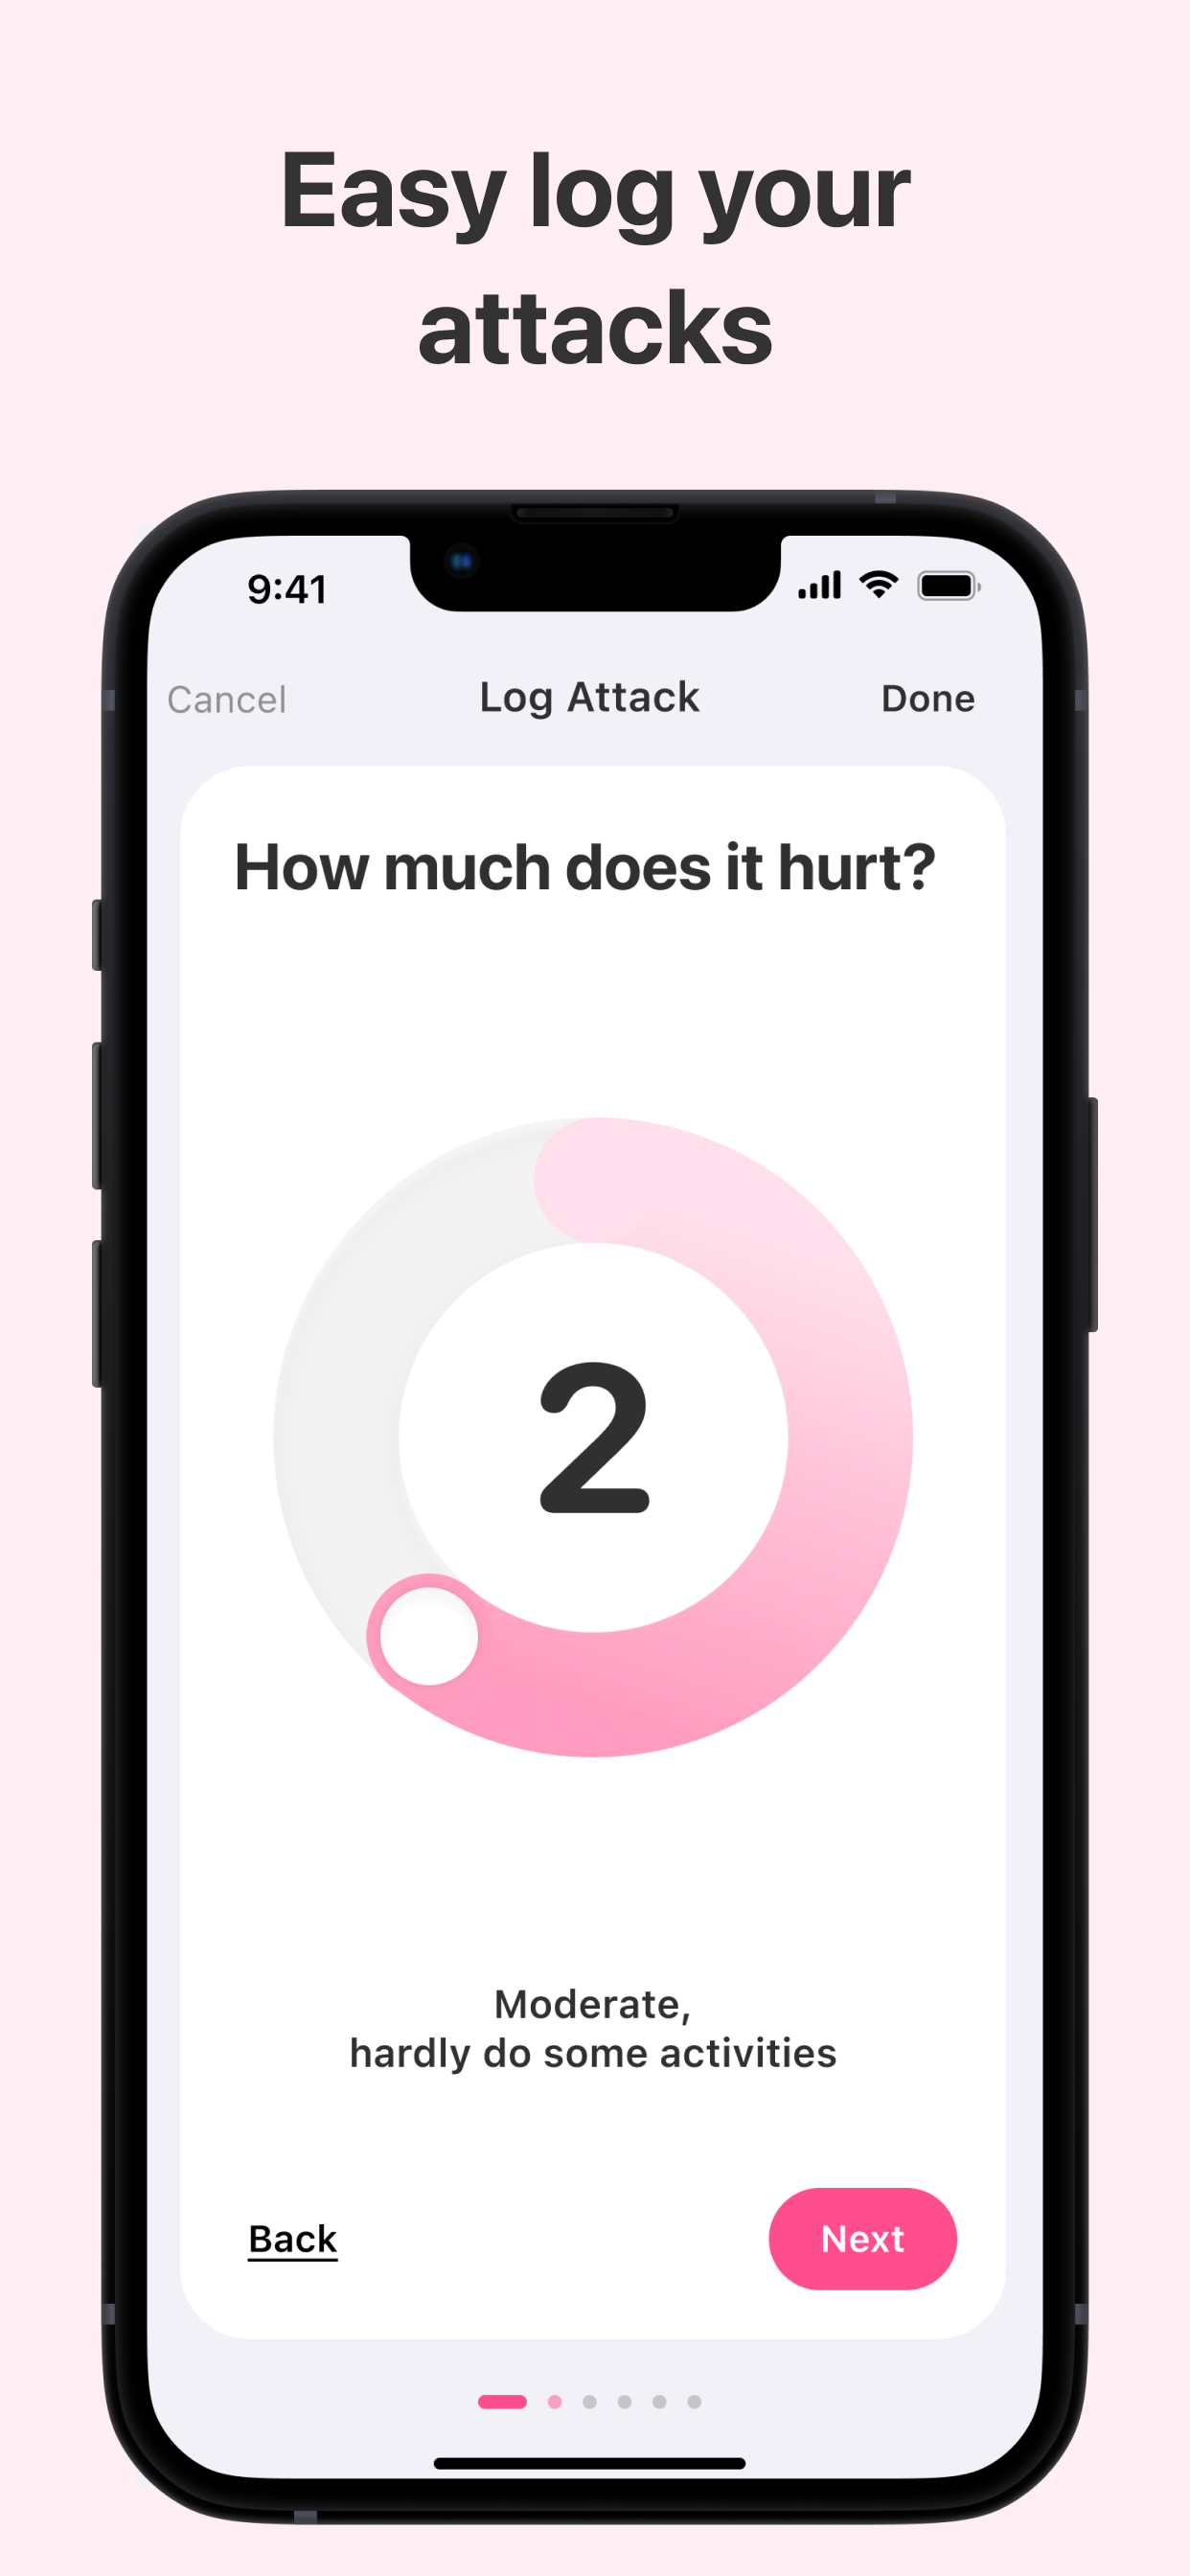 Easy log your
attacks
9:41
Cancel
Log Attack
Done
How much does it hurt?
2
Moderate,
hardly do some activities
Back
Next